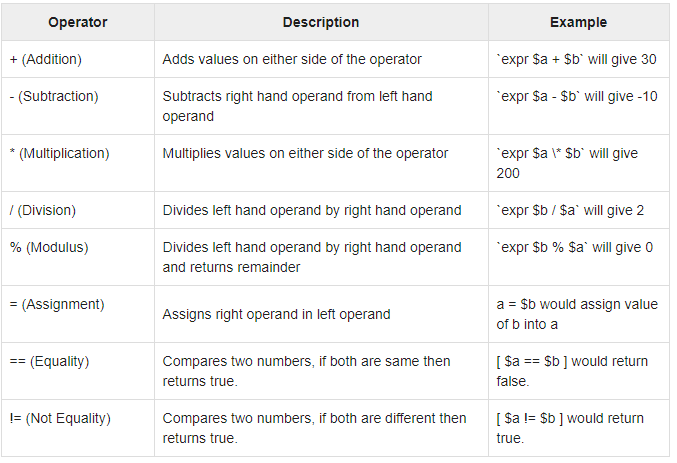 Operator Description Example
+ (Addition) Adds values on either side of the operator `expr $a + $b` will give 30
- (Subtraction) Subtracts right hand operand from left hand operand `expr $a - $b` will give -10
* (Multiplication) Multiplies values on either side of the operator `expr $a \* $b` will give 200
/ (Division) Divides left hand operand by right hand operand `expr $b / $a` will give 2
% (Modulus) Divides left hand operand by right hand operand and returns remainder `expr $b % $a` will give 0
= (Assignment) Assigns right operand in left operand a = $b would assign value of b into a
== (Equality) Compares two numbers, if both are same then returns true. [ $a == $b ] would return false.
!= (Not Equality) Compares two numbers, if both are different then returns true. [ $a != $b ] would return true.